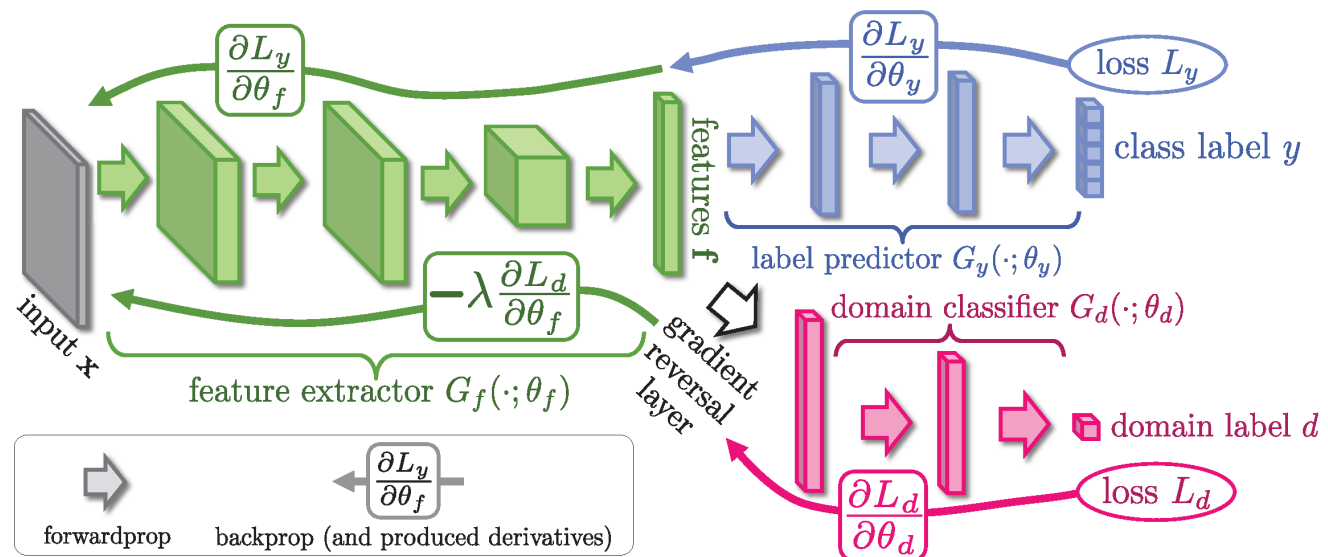 ∂L_y/∂θ_f
∂L_y/∂θ_y
loss L_y
features f
class label y
label predictor G_y(·; θ_y)
input x
−λ ∂L_d/∂θ_f
feature extractor G_f(·; θ_f)
gradient
reversal
layer
domain classifier G_d(·; θ_d)
domain label d
∂L_d/∂θ_d
loss L_d
forwardprop
∂L_y/∂θ_f
backprop (and produced derivatives)